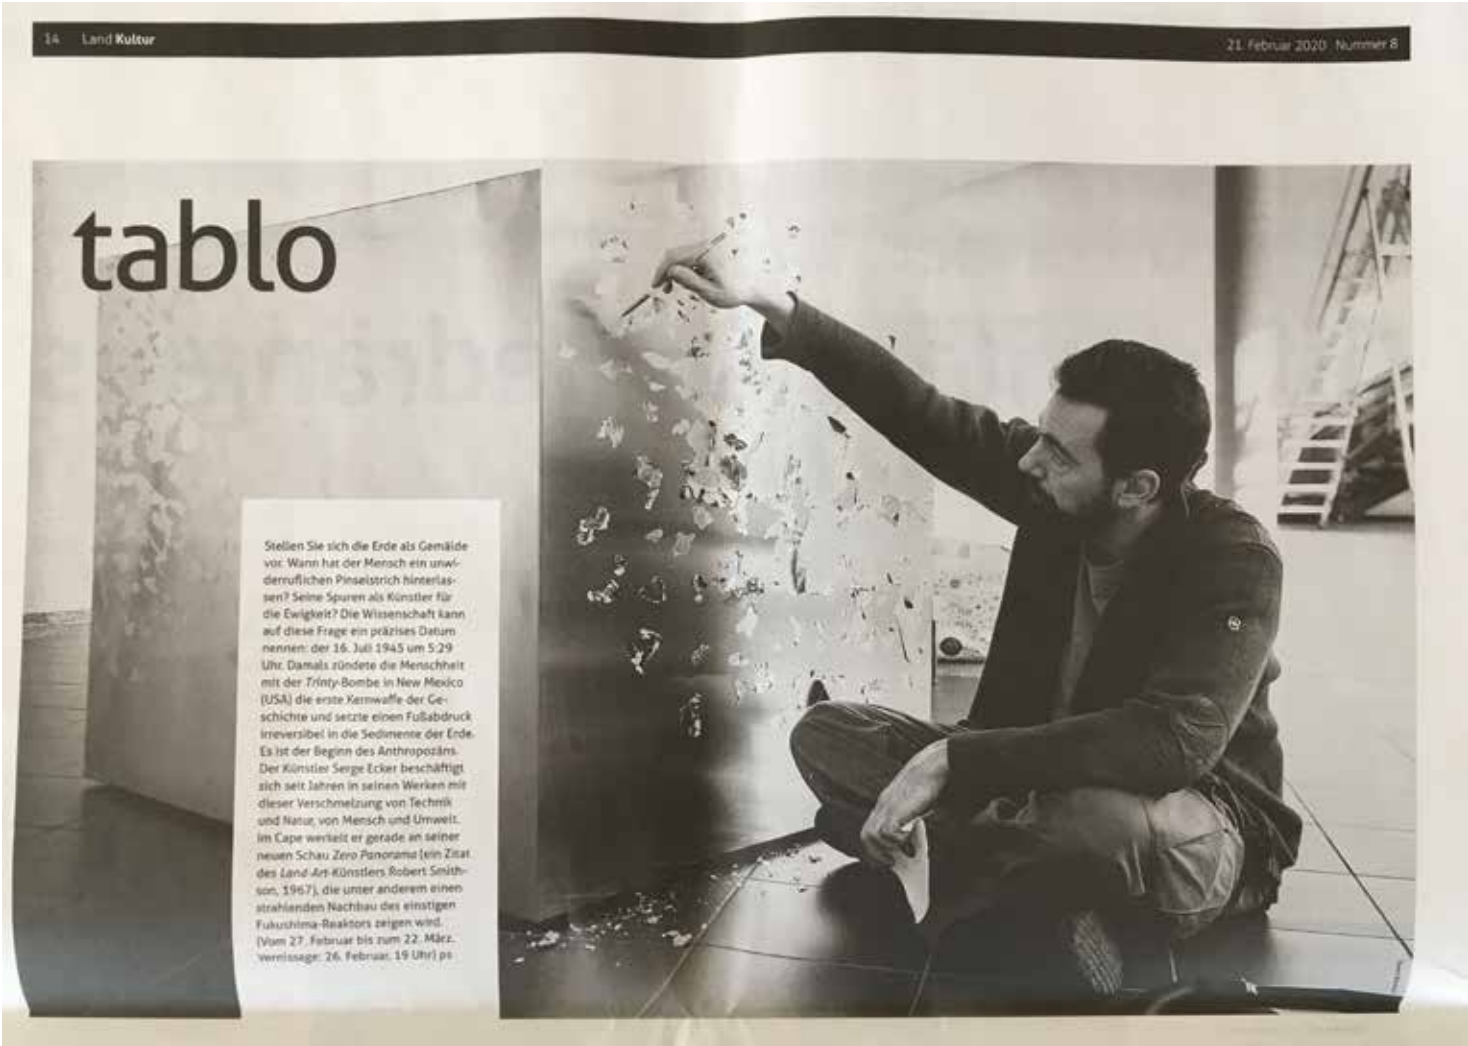 14 Land Kultur
21. Februar 2020 Nummer 8
tablo
Stellen Sie sich die Erde als Gemälde
vor. Wann hat der Mensch ein unwi-
derruflichen Pinselstrich hinterlas-
sen? Seine Spuren als Künstler für
die Ewigkeit? Die Wissenschaft kann
auf diese Frage ein präzises Datum
nennen: der 16. Juli 1945 um 5:29
Uhr. Damals zündete die Menschheit
mit der Trinty-Bombe in New Mexico
(USA) die erste Kernwaffe der Ge-
schichte und setzte einen Fußabdruck
irreversibel in die Sedimente der Erde.
Es ist der Beginn des Anthropozäns.
Der Künstler Serge Ecker beschäftigt
sich seit Jahren in seinen Werken mit
dieser Verschmelzung von Technik
und Natur, von Mensch und Umwelt.
Im Cape werkelt er gerade an seiner
neuen Schau Zero Panorama (ein Zitat
des Land-Art-Künstlers Robert Smith-
son, 1967), die unter anderem einen
strahlenden Nachbau des einstigen
Fukushima-Reaktors zeigen wird.
(Vom 27. Februar bis zum 22. März.
Vernissage: 26. Februar, 19 Uhr) ps